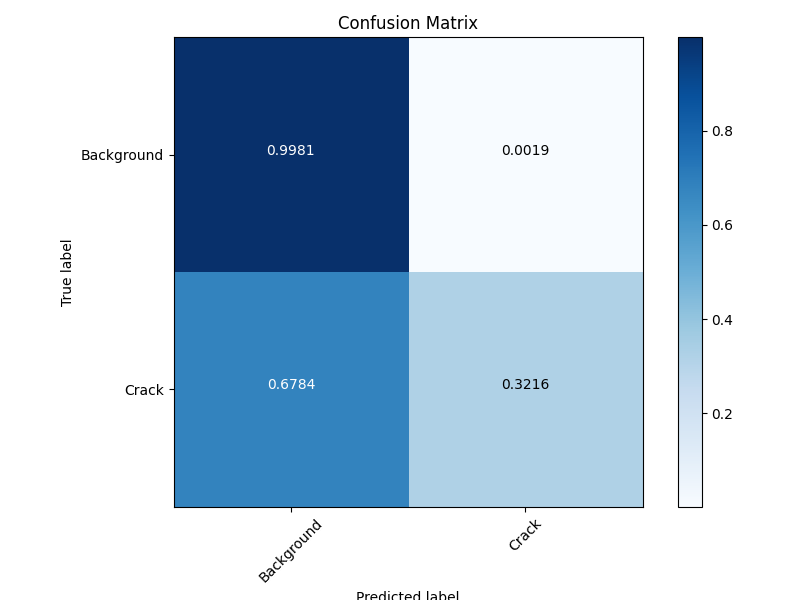 Confusion Matrix
Background
0.9981
0.0019
0.8
0.6
True label
0.4
Crack
0.6784
0.3216
0.2
Background
Crack
Predicted label